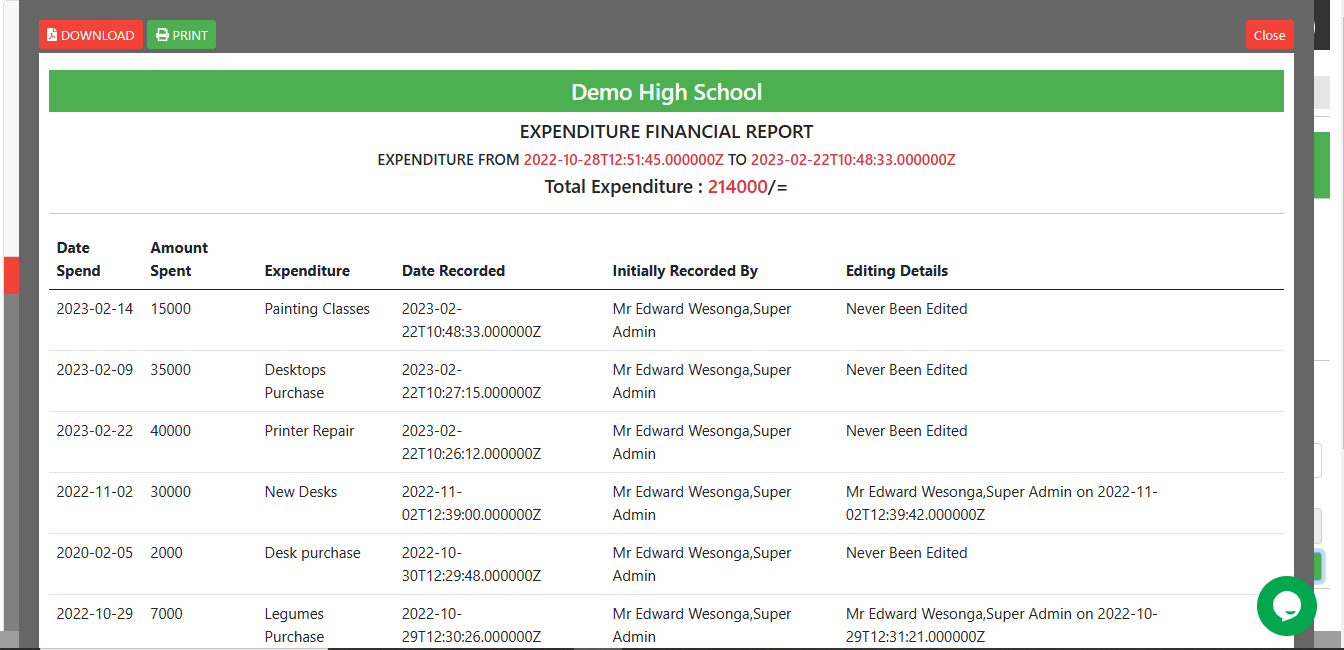 DOWNLOAD PRINT Close
Demo High School
EXPENDITURE FINANCIAL REPORT
EXPENDITURE FROM 2022-10-28T12:51:45.000000Z TO 2023-02-22T10:48:33.000000Z
Total Expenditure : 214000/=
Date Amount
Spend Spent Expenditure Date Recorded Initially Recorded By Editing Details
2023-02-14 15000 Painting Classes 2023-02- Mr Edward Wesonga,Super Never Been Edited
22T10:48:33.000000Z Admin
2023-02-09 35000 Desktops 2023-02- Mr Edward Wesonga,Super Never Been Edited
Purchase 22T10:27:15.000000Z Admin
2023-02-22 40000 Printer Repair 2023-02- Mr Edward Wesonga,Super Never Been Edited
22T10:26:12.000000Z Admin
2022-11-02 30000 New Desks 2022-11- Mr Edward Wesonga,Super Mr Edward Wesonga,Super Admin on 2022-11-
02T12:39:00.000000Z Admin 02T12:39:42.000000Z
2020-02-05 2000 Desk purchase 2022-10- Mr Edward Wesonga,Super Never Been Edited
30T12:29:48.000000Z Admin
2022-10-29 7000 Legumes 2022-10- Mr Edward Wesonga,Super Mr Edward Wesonga,Super Admin on 2022-10-
Purchase 29T12:30:26.000000Z Admin 29T12:31:21.000000Z